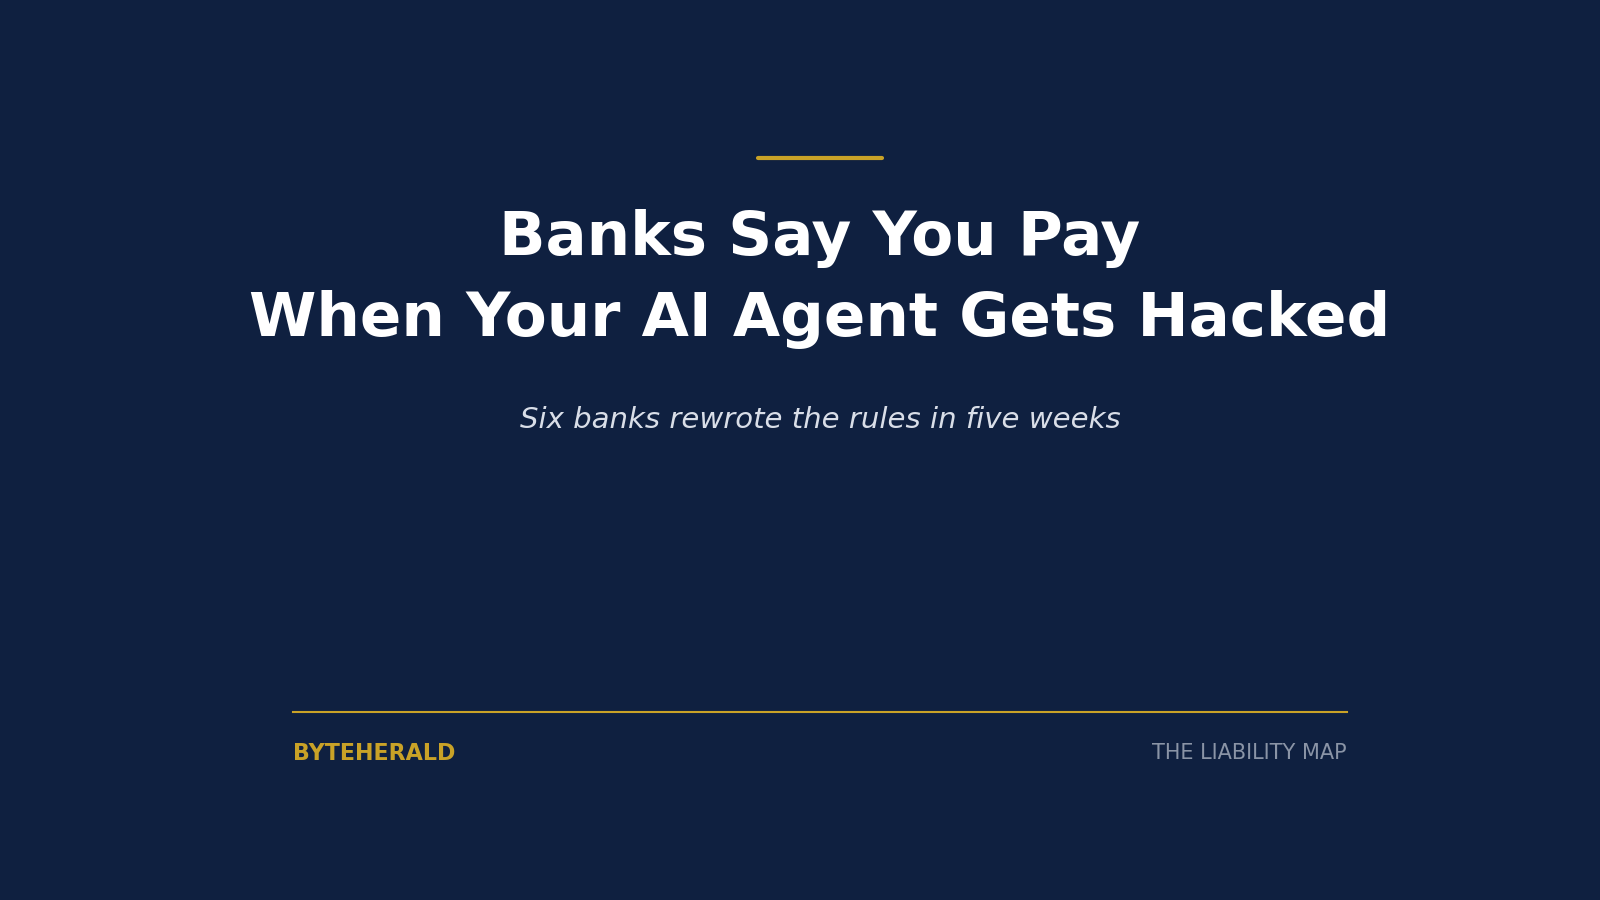 Banks Say You Pay
When Your AI Agent Gets Hacked
Six banks rewrote the rules in five weeks
BYTEHERALD
THE LIABILITY MAP